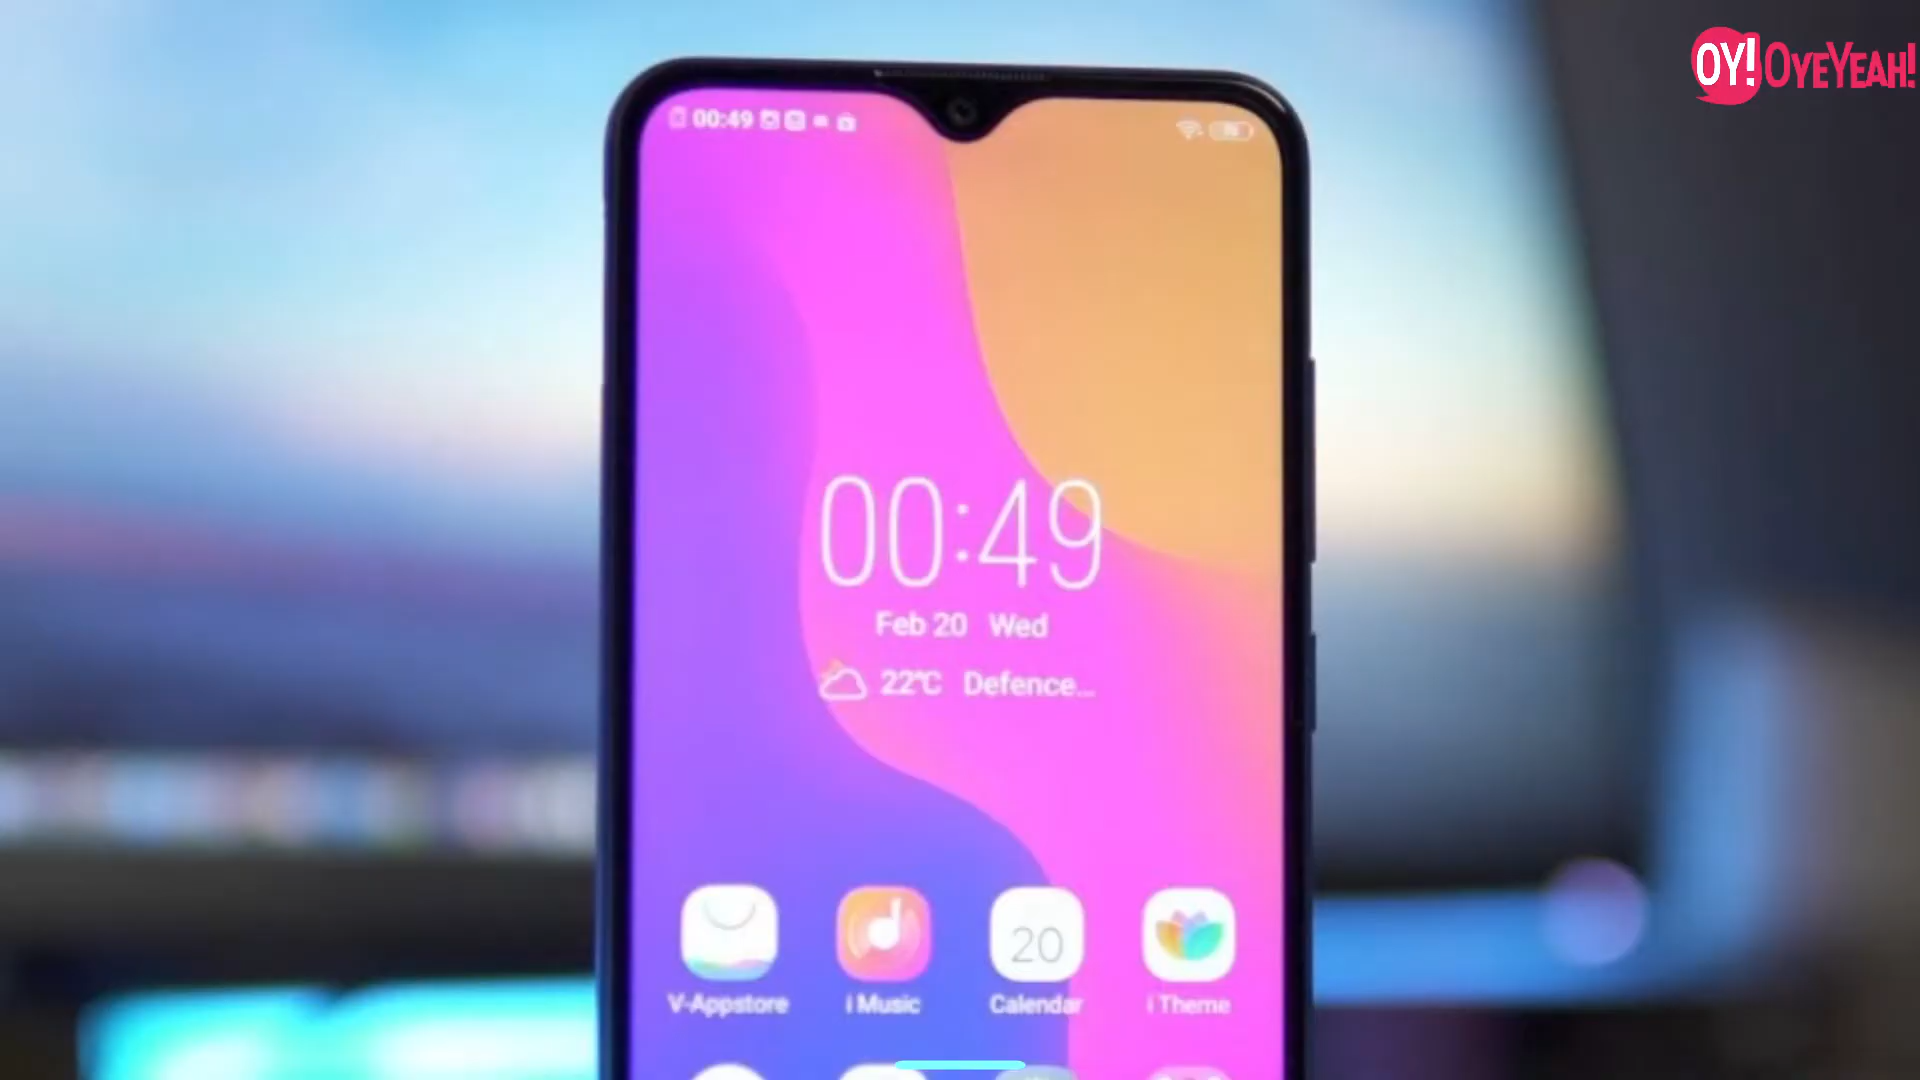 OY! OYEYEAH!
00:49
00:49
Feb 20 Wed
22°C Defence...
20
V-Appstore i Music Calendar i Theme